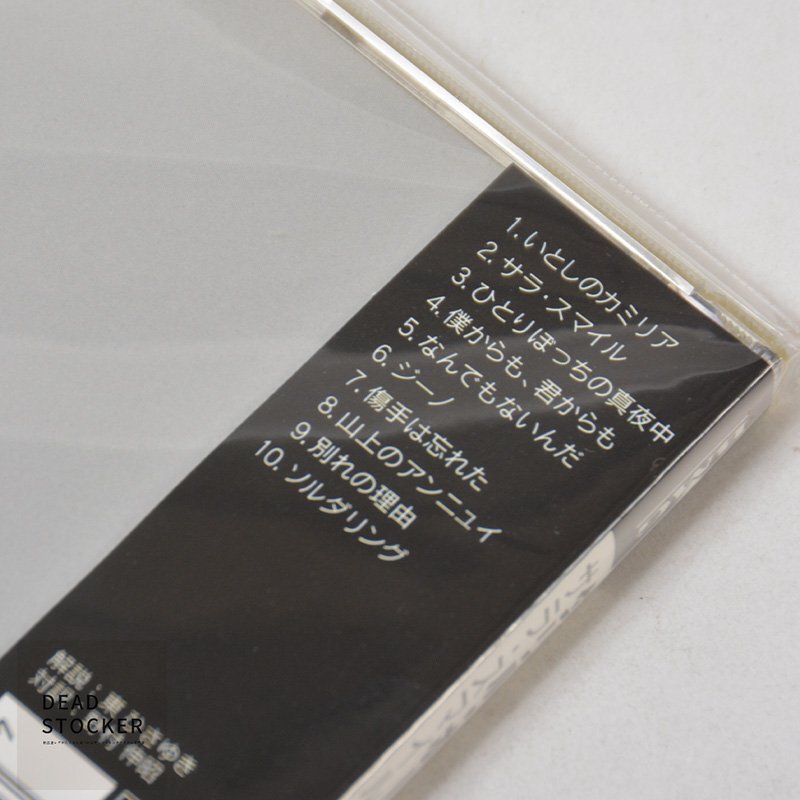 1. いとしのカミリア
2. サラ・スマイル
3. ひとりぼっちの真夜中
4. 僕からも、君からも
5. なんでもないんだ
6. ジーノ
7. 傷手は忘れた
8. 山上のアンニュイ
9. 別れの理由
10. ソルダリング
解説:
DEAD
STOCKER